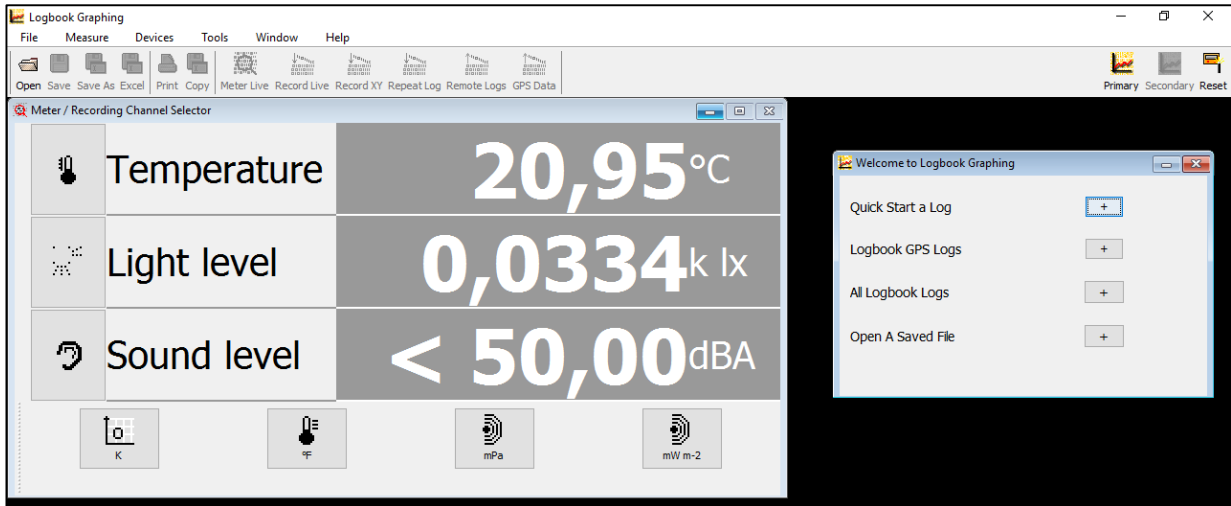 Logbook Graphing
File Measure Devices Tools Window Help
Open Save Save As Excel Print Copy Meter Live Record Live Record XY Repeat Log Remote Logs GPS Data Primary Secondary Reset
Meter / Recording Channel Selector
Temperature 20,95 °C
Light level 0,0334 k lx
Sound level < 50,00 dBA
K °F mPa mW m-2
Welcome to Logbook Graphing
Quick Start a Log +
Logbook GPS Logs +
All Logbook Logs +
Open A Saved File +